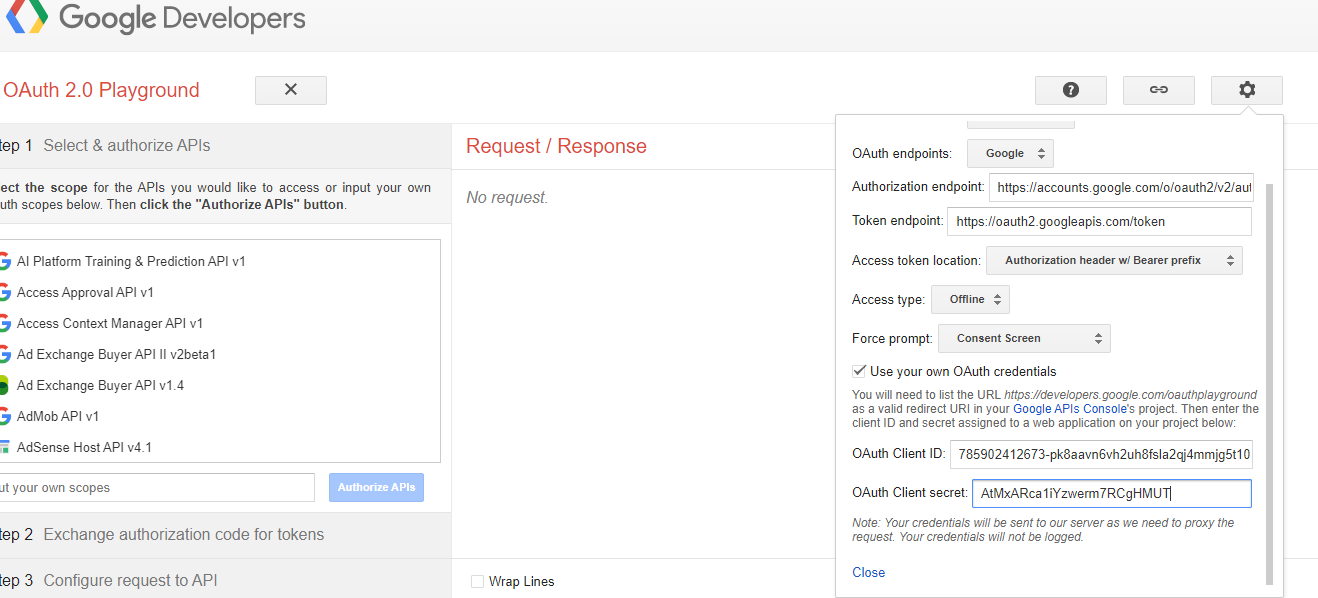 Google Developers
OAuth 2.0 Playground
tep 1 Select & authorize APIs
ect the scope for the APIs you would like to access or input your own
uth scopes below. Then click the "Authorize APIs" button.
AI Platform Training & Prediction API v1
Access Approval API v1
Access Context Manager API v1
Ad Exchange Buyer API II v2beta1
Ad Exchange Buyer API v1.4
AdMob API v1
AdSense Host API v4.1
ut your own scopes
Authorize APIs
tep 2 Exchange authorization code for tokens
tep 3 Configure request to API
Request / Response
No request.
Wrap Lines
OAuth endpoints: Google
Authorization endpoint: https://accounts.google.com/o/oauth2/v2/aut
Token endpoint: https://oauth2.googleapis.com/token
Access token location: Authorization header w/ Bearer prefix
Access type: Offline
Force prompt: Consent Screen
Use your own OAuth credentials
You will need to list the URL https://developers.google.com/oauthplayground
as a valid redirect URI in your Google APIs Console's project. Then enter the
client ID and secret assigned to a web application on your project below:
OAuth Client ID: 785902412673-pk8aavn6vh2uh8fsla2qj4mmjg5t10
OAuth Client secret: AtMxARca1iYzwerm7RCgHMUT
Note: Your credentials will be sent to our server as we need to proxy the
request. Your credentials will not be logged.
Close